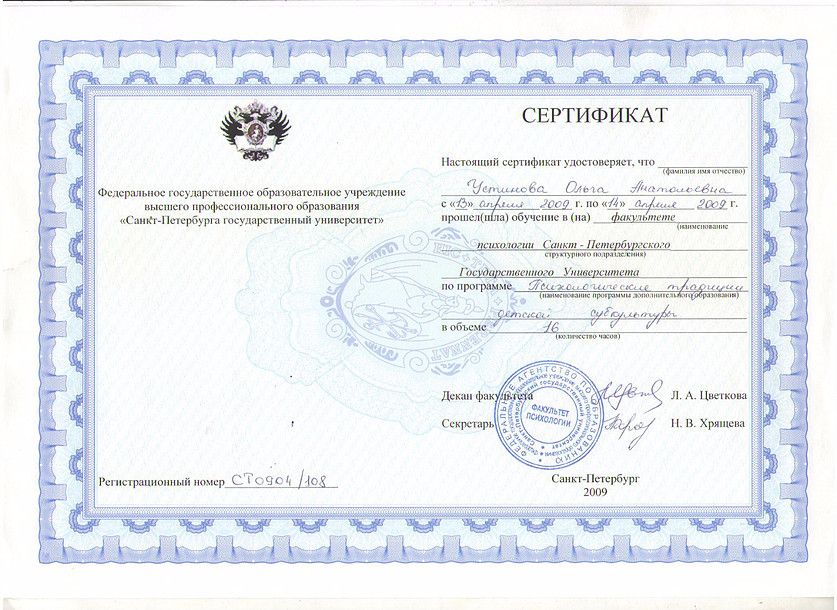 СЕРТИФИКАТ
Федеральное государственное образовательное учреждение
высшего профессионального образования
«Санкт-Петербурга государственный университет»
Настоящий сертификат удостоверяет, что
(фамилия имя отчество)
Устинова Ольга Анатольевна
с «13» апреля 2009 г. по «14» апреля 2009 г.
прошел(шла) обучение в (на) факультете
(наименование
психологии Санкт - Петербургского
структурного подразделения)
Государственного Университета
по программе Психологические традиции
(наименование программы дополнительного образования)
детской субкультуры
в объеме 16
(количество часов)
Декан факультета Л. А. Цветкова
Секретарь Н. В. Хрящева
ФЕДЕРАЛЬНОЕ АГЕНТСТВО ПО ОБРАЗОВАНИЮ
ФАКУЛЬТЕТ
ПСИХОЛОГИИ
Регистрационный номер СТ0904/108
Санкт-Петербург
2009